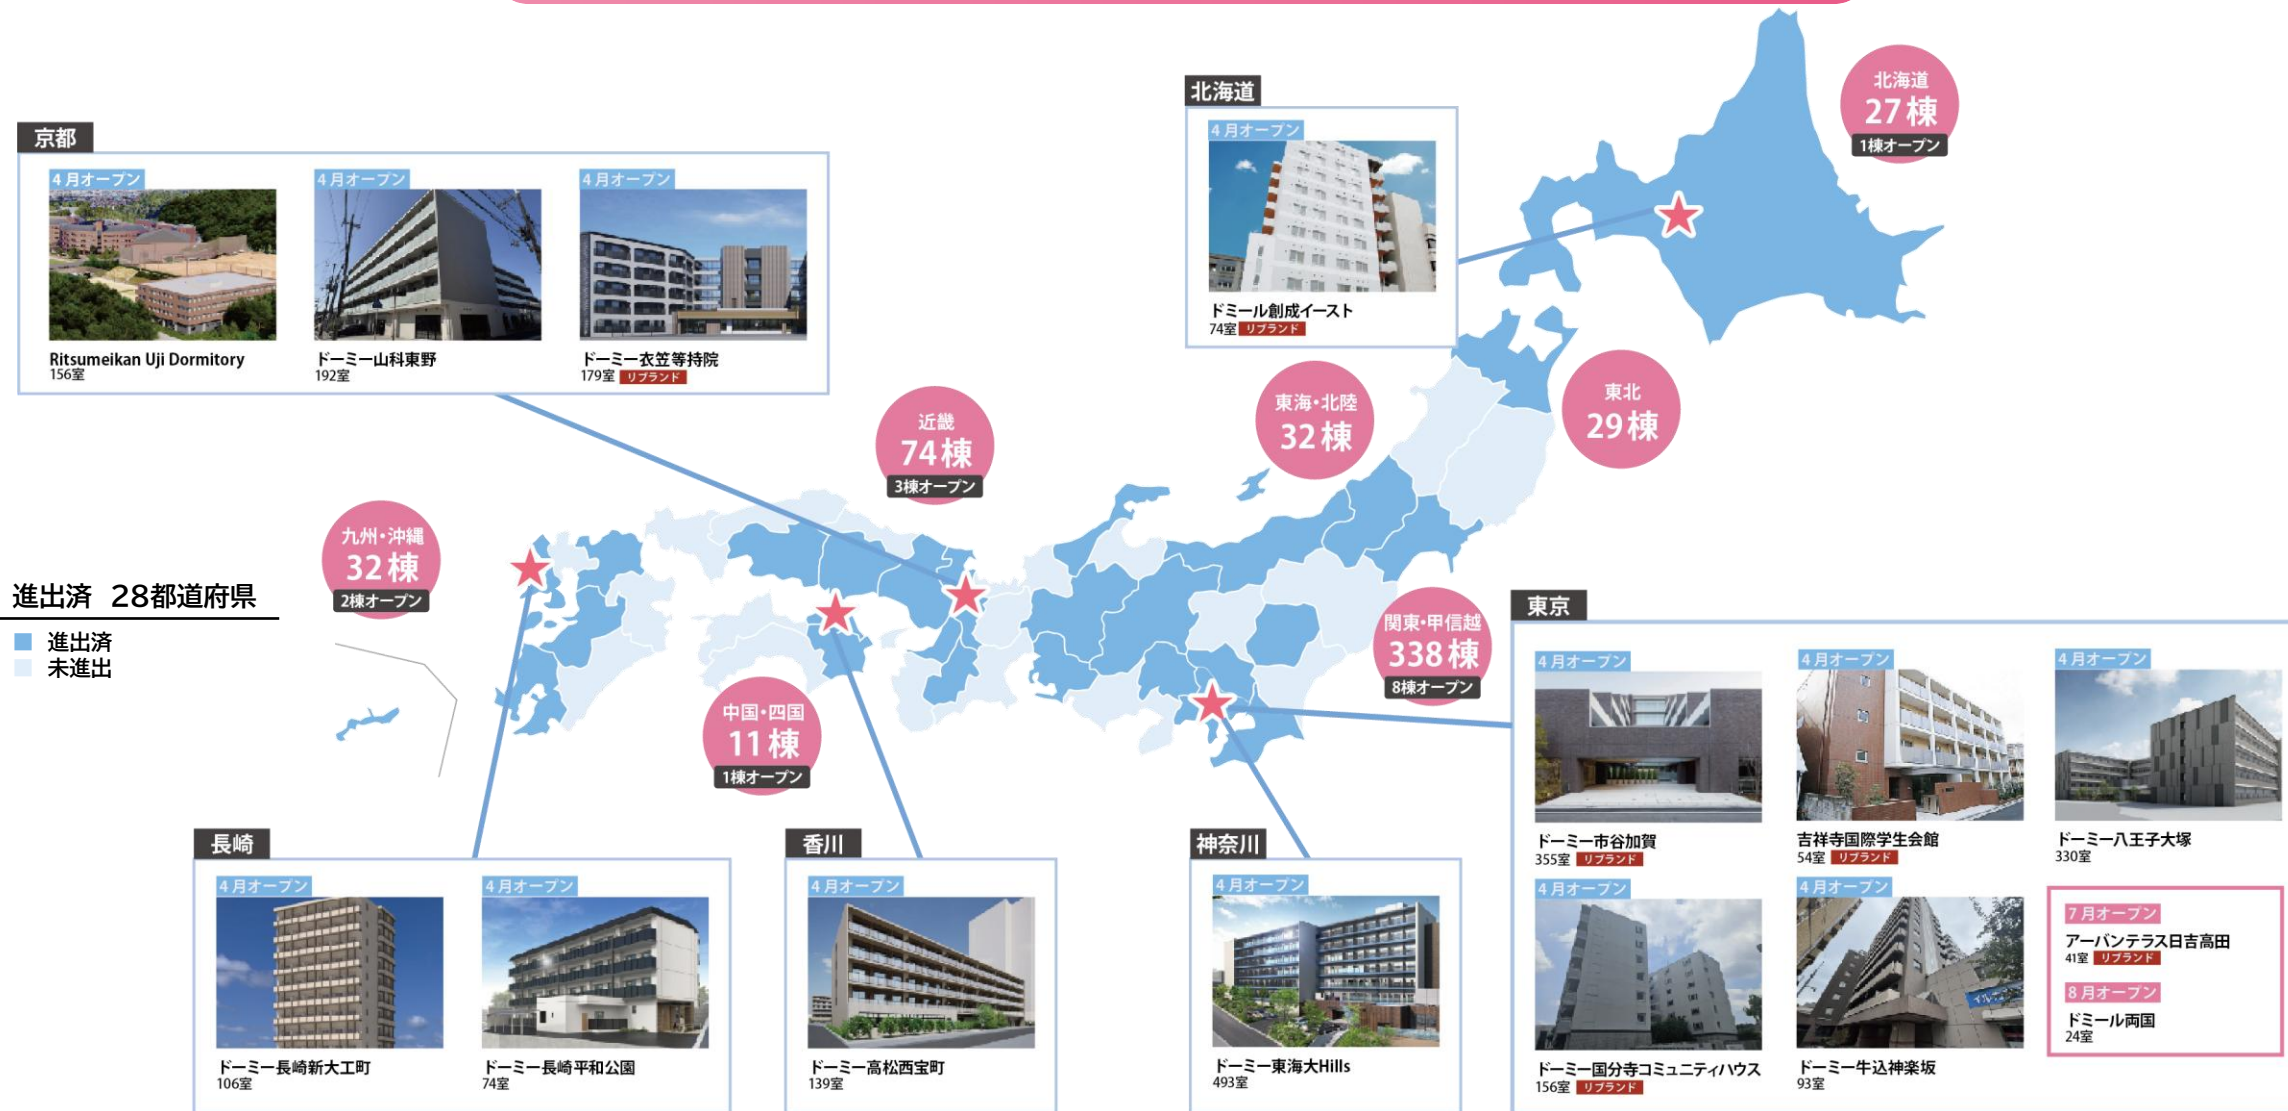 北海道
27棟
1棟オープン
北海道
4月オープン
ドミール創成イースト
74室 リブランド
京都
4月オープン
Ritsumeikan Uji Dormitory
156室
4月オープン
ドーミー山科東野
192室
4月オープン
ドーミー衣笠等持院
179室 リブランド
東海・北陸
32棟
東北
29棟
近畿
74棟
3棟オープン
九州・沖縄
32棟
2棟オープン
進出済 28都道府県
進出済
未進出
関東・甲信越
338棟
8棟オープン
中国・四国
11棟
1棟オープン
東京
4月オープン
ドーミー市谷加賀
355室 リブランド
4月オープン
吉祥寺国際学生会館
54室 リブランド
4月オープン
ドーミー八王子大塚
330室
4月オープン
ドーミー国分寺コミュニティハウス
156室 リブランド
4月オープン
ドーミー牛込神楽坂
93室
7月オープン
アーバンテラス日吉高田
41室 リブランド
8月オープン
ドミール両国
24室
長崎
4月オープン
ドーミー長崎新大工町
106室
4月オープン
ドーミー長崎平和公園
74室
香川
4月オープン
ドーミー高松西宝町
139室
神奈川
4月オープン
ドーミー東海大Hills
493室